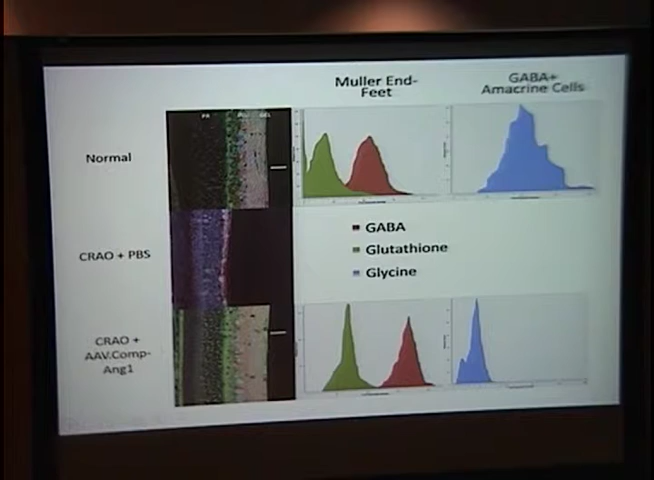 Muller End-
Feet
GABA+
Amacrine Cells
Normal
CRAO + PBS
GABA
Glutathione
Glycine
CRAO +
AAV.Comp-
Ang1